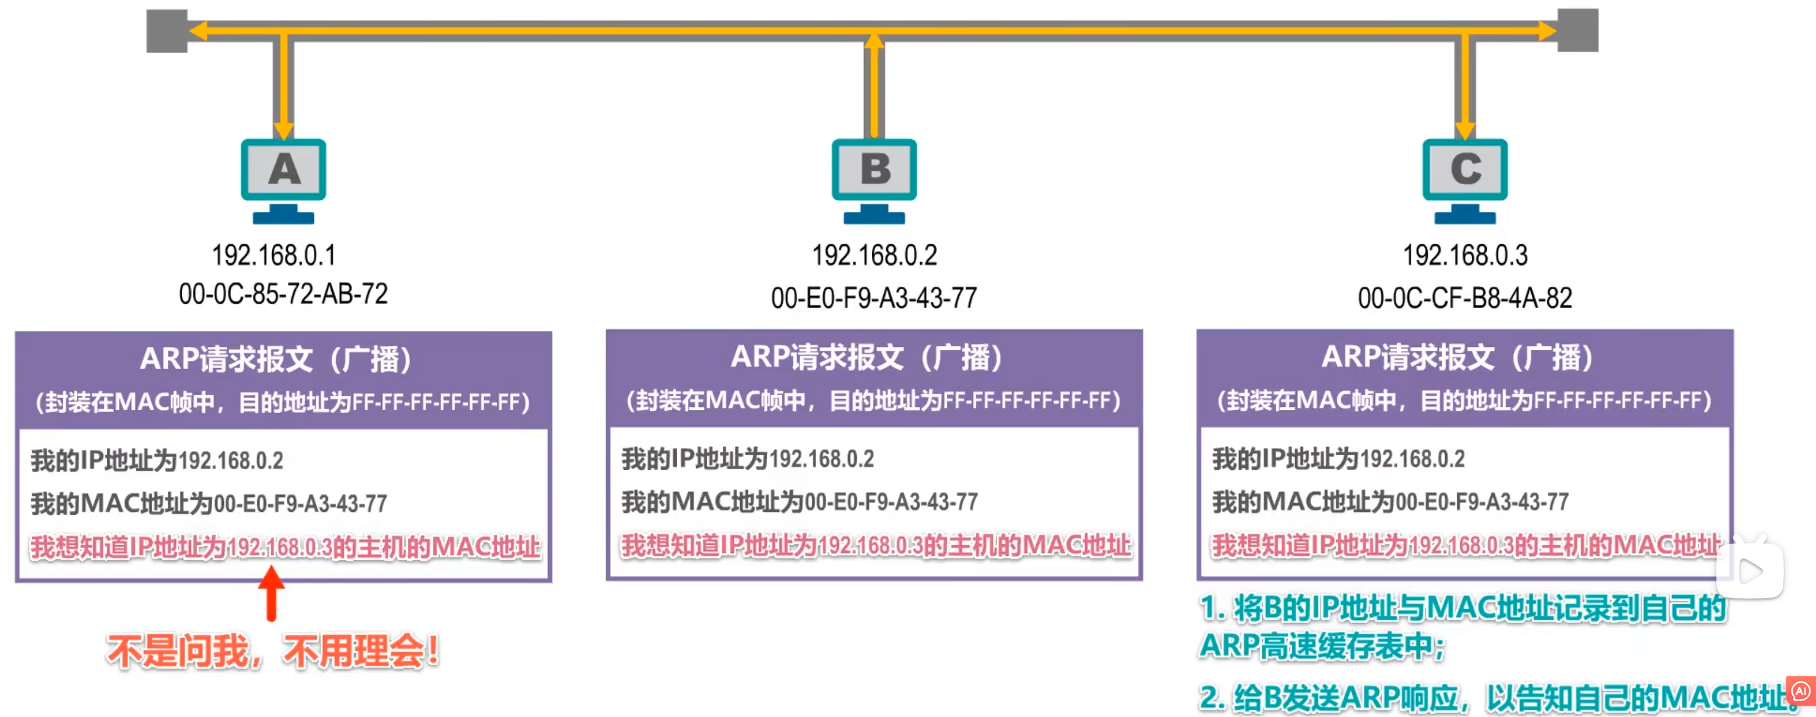 A
B
C
192.168.0.1
00-0C-85-72-AB-72
192.168.0.2
00-E0-F9-A3-43-77
192.168.0.3
00-0C-CF-B8-4A-82
ARP请求报文（广播）
（封装在MAC帧中，目的地址为FF-FF-FF-FF-FF-FF）
我的IP地址为192.168.0.2
我的MAC地址为00-E0-F9-A3-43-77
我想知道IP地址为192.168.0.3的主机的MAC地址
不是问我，不用理会！
ARP请求报文（广播）
（封装在MAC帧中，目的地址为FF-FF-FF-FF-FF-FF）
我的IP地址为192.168.0.2
我的MAC地址为00-E0-F9-A3-43-77
我想知道IP地址为192.168.0.3的主机的MAC地址
ARP请求报文（广播）
（封装在MAC帧中，目的地址为FF-FF-FF-FF-FF-FF）
我的IP地址为192.168.0.2
我的MAC地址为00-E0-F9-A3-43-77
我想知道IP地址为192.168.0.3的主机的MAC地址
1. 将B的IP地址与MAC地址记录到自己的
ARP高速缓存表中；
2. 给B发送ARP响应，以告知自己的MAC地址。
AI